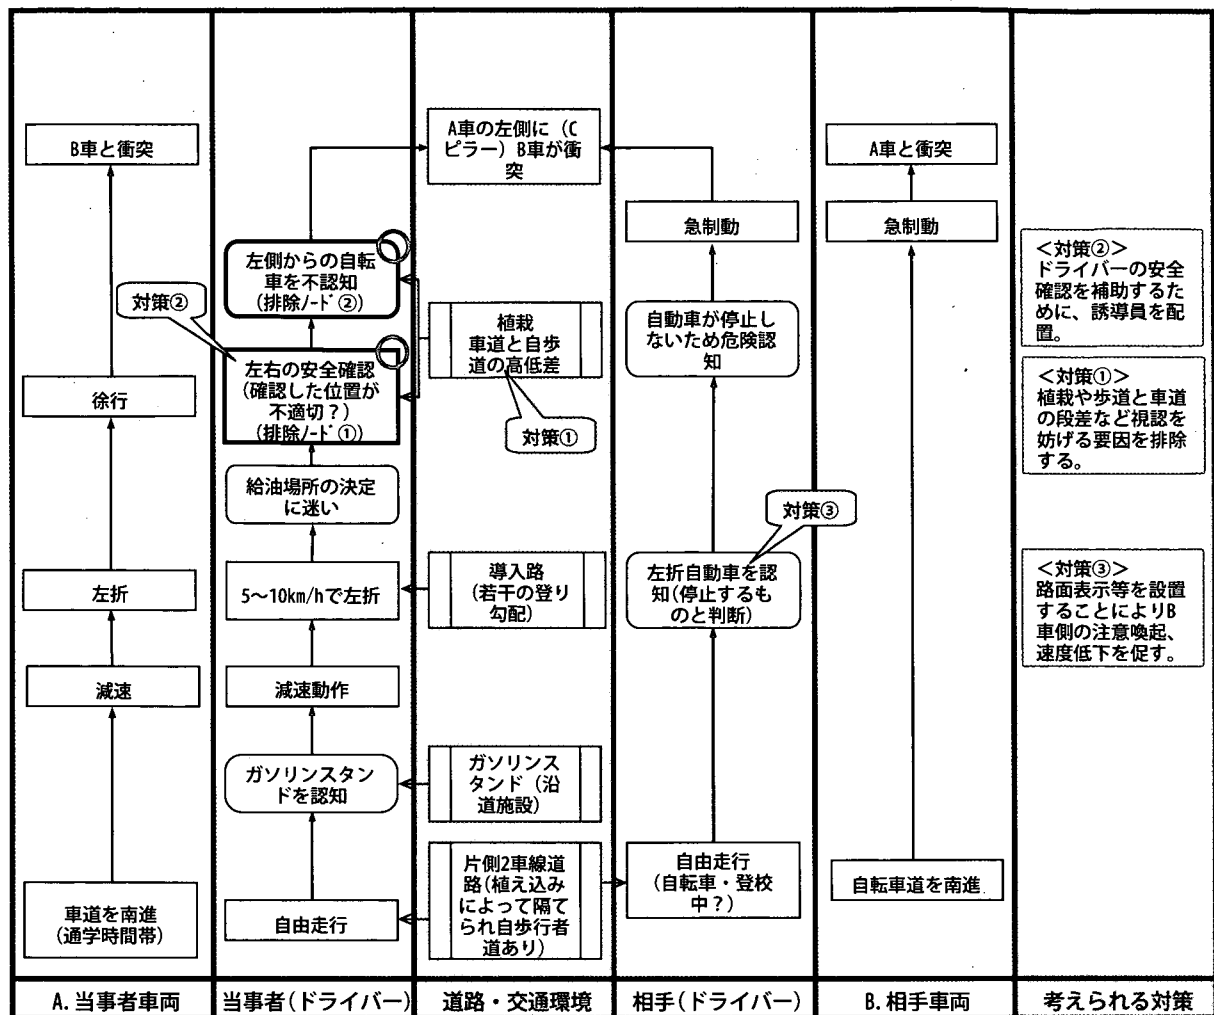 B車と衝突
徐行
左折
減速
車道を南進
(通学時間帯)
A. 当事者車両
左側からの自転
車を不認知
(排除ノード②)
対策②
左右の安全確認
(確認した位置が
不適切？)
(排除ノード①)
給油場所の決定
に迷い
5～10km/hで左折
減速動作
ガソリンスタン
ドを認知
自由走行
当事者(ドライバー)
A車の左側に（C
ピラー）B車が衝
突
植栽
車道と自歩
道の高低差
対策①
導入路
(若干の登り
勾配)
ガソリンス
タンド（沿
道施設)
片側2車線道
路(植え込み
によって隔て
られ自歩行者
道あり)
道路・交通環境
急制動
自動車が停止し
ないため危険認
知
対策③
左折自動車を認
知(停止するも
のと判断)
自由走行
(自転車・登校
中？)
相手(ドライバー)
A車と衝突
急制動
自転車道を南進
B. 相手車両
＜対策②＞
ドライバーの安全
確認を補助するた
めに、誘導員を配
置。
＜対策①＞
植栽や歩道と車道
の段差など視認を
妨げる要因を排除
する。
＜対策③＞
路面表示等を設置
することによりB
車側の注意喚起、
速度低下を促す。
考えられる対策